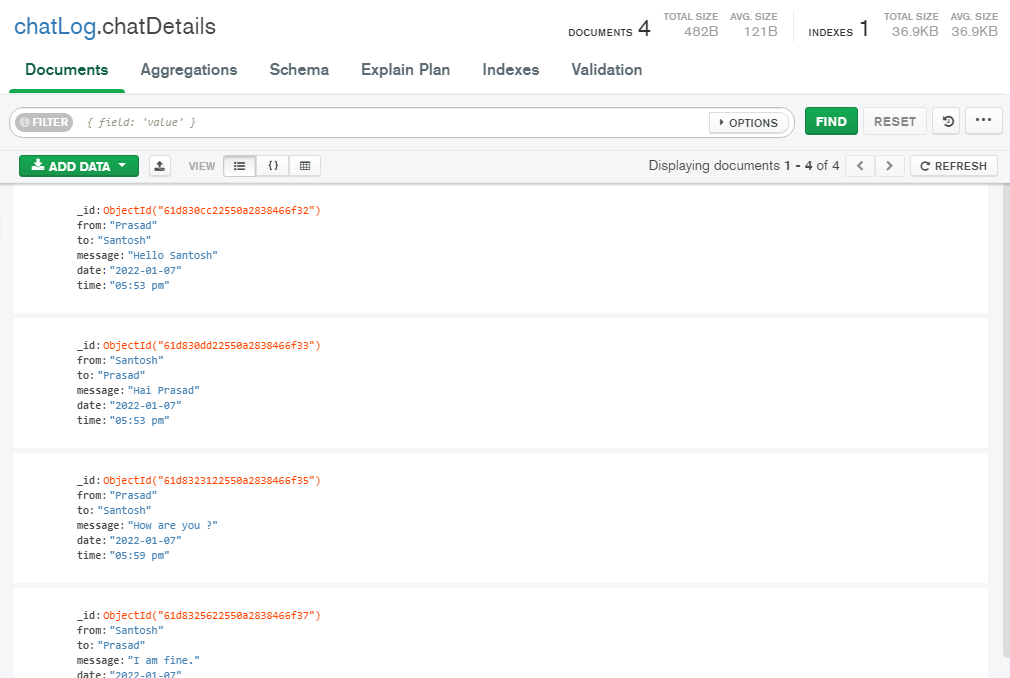 chatLog.chatDetails
DOCUMENTS 4 TOTAL SIZE 482B AVG. SIZE 121B INDEXES 1 TOTAL SIZE 36.9KB AVG. SIZE 36.9KB
Documents Aggregations Schema Explain Plan Indexes Validation
FILTER { field: 'value' } OPTIONS FIND RESET ...
ADD DATA VIEW {} Displaying documents 1 - 4 of 4 < > REFRESH
_id: ObjectId("61d830cc22550a2838466f32")
from: "Prasad"
to: "Santosh"
message: "Hello Santosh"
date: "2022-01-07"
time: "05:53 pm"
_id: ObjectId("61d830dd22550a2838466f33")
from: "Santosh"
to: "Prasad"
message: "Hai Prasad"
date: "2022-01-07"
time: "05:53 pm"
_id: ObjectId("61d8323122550a2838466f35")
from: "Prasad"
to: "Santosh"
message: "How are you ?"
date: "2022-01-07"
time: "05:59 pm"
_id: ObjectId("61d8325622550a2838466f37")
from: "Santosh"
to: "Prasad"
message: "I am fine."
date: "2022-01-07"